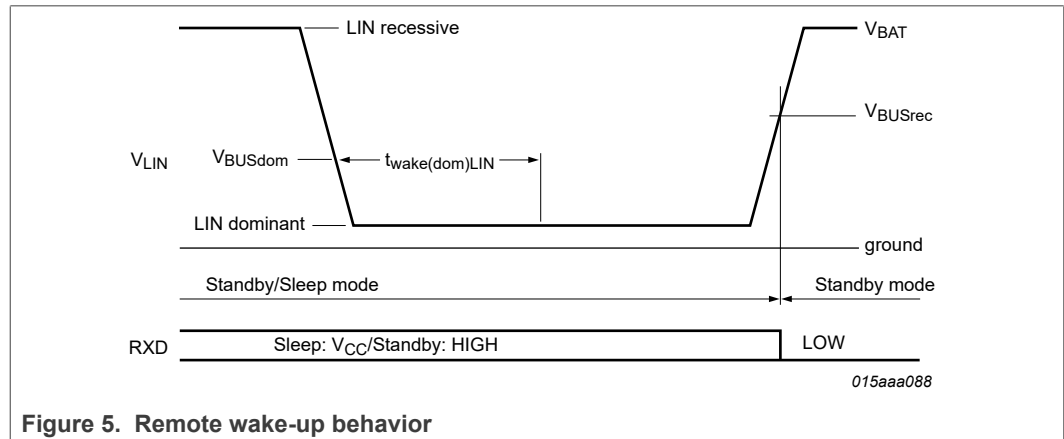 LIN recessive
VBAT
VBUSrec
VLIN
VBUSdom
twake(dom)LIN
LIN dominant
ground
Standby/Sleep mode
Standby mode
RXD
Sleep: VCC/Standby: HIGH
LOW
015aaa088
Figure 5. Remote wake-up behavior